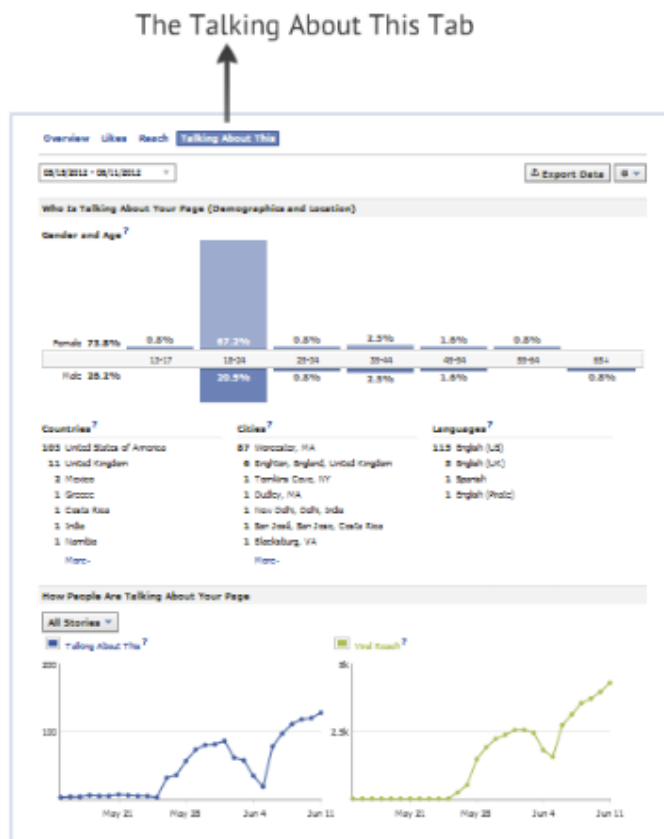 The Talking About This Tab
Overview Likes Reach Talking About This
Export Data
Who Is Talking About Your Page (Demographics and Location)
Gender and Age?
Female 73.8% 0.8% 67.2% 0.8% 2.5% 1.6% 0.8%
13-17 18-24 25-34 35-44 45-54 55-64 65+
Male 26.2% 20.5% 0.8% 2.5% 1.6% 0.8%
Countries? Cities? Languages?
103 United States of America 87 Worcester, MA 115 English (US)
11 United Kingdom 6 Brighton, England, United Kingdom English (UK)
Mexico 1 Tomkins Cove, NY 1 Spanish
1 Greece 1 Dudley, MA 1 English (Pirate)
1 Costa Rica 1 New Delhi, Delhi, India
1 India 1 San José, San Jose, Costa Rica
1 Namibia 1 Blacksburg, VA
More- More-
How People Are Talking About Your Page
All Stories
Talking About This? Viral Reach?
200 5k
100 2.5k
May 21 May 28 Jun 4 Jun 11 May 21 May 28 Jun 4 Jun 11